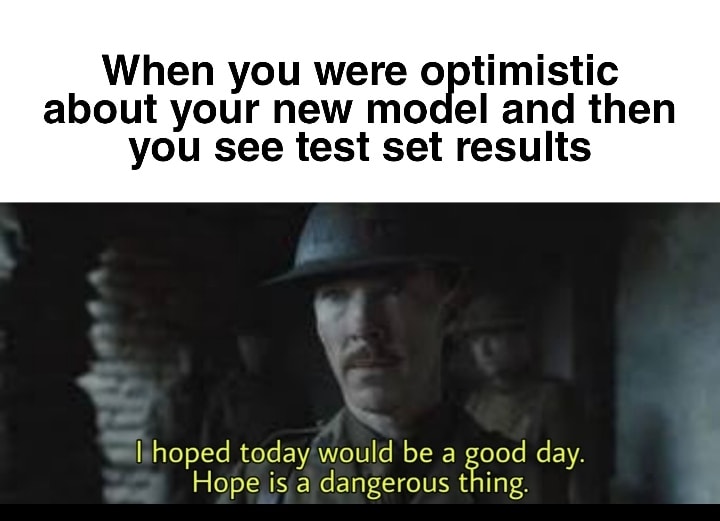 When you were optimistic
about your new model and then
you see test set results
I hoped today would be a good day.
Hope is a dangerous thing.